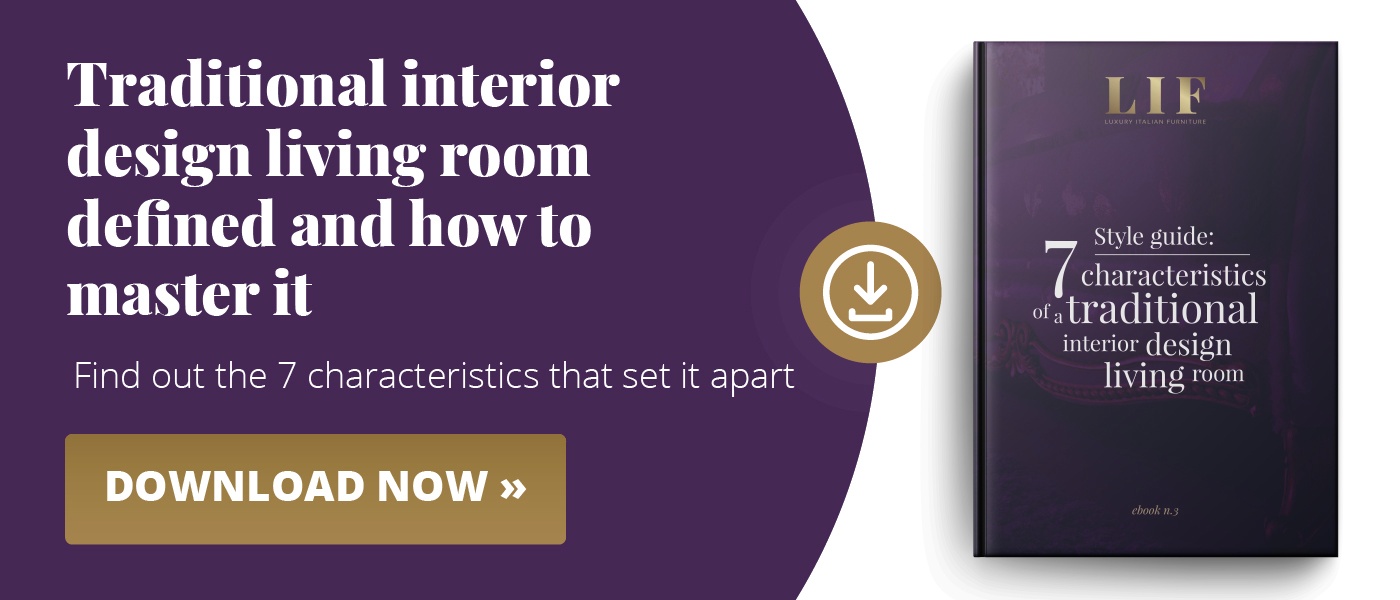 Traditional interior
design living room
defined and how to
master it
Find out the 7 characteristics that set it apart
DOWNLOAD NOW »
LIF
LUXURY ITALIAN FURNITURE
Style guide:
7 characteristics
of a traditional
interior design
living room
ebook n.3